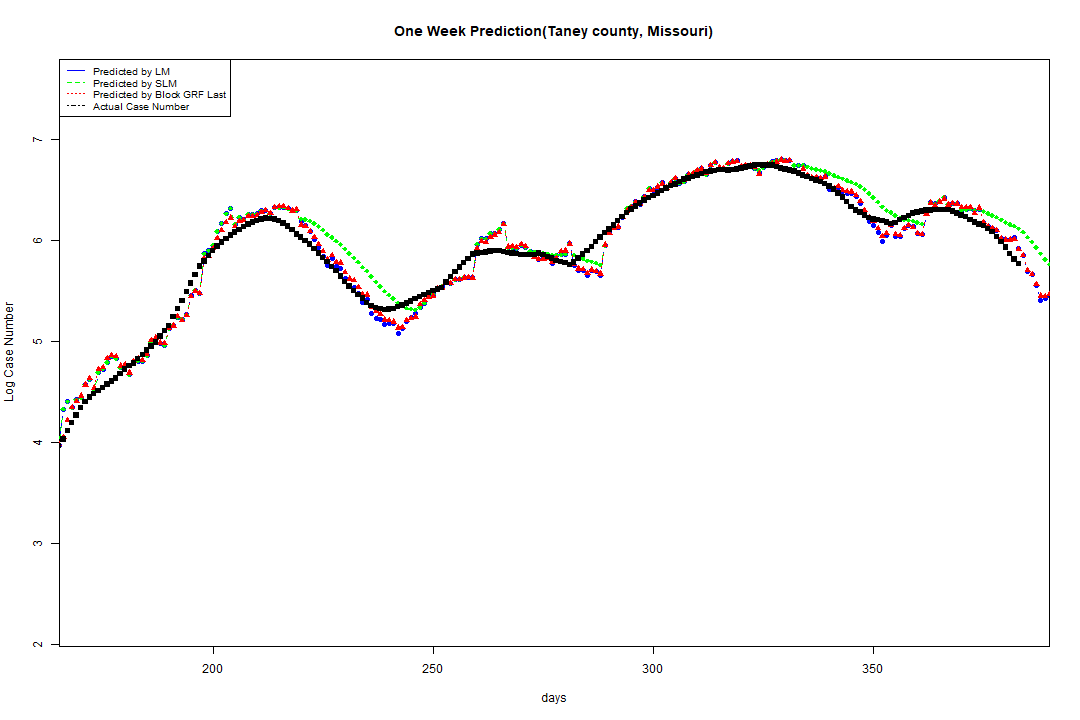 One Week Prediction(Taney county, Missouri)
Predicted by LM
Predicted by SLM
Predicted by Block GRF Last
Actual Case Number
Log Case Number
7
6
5
4
3
2
200
250
300
350
days